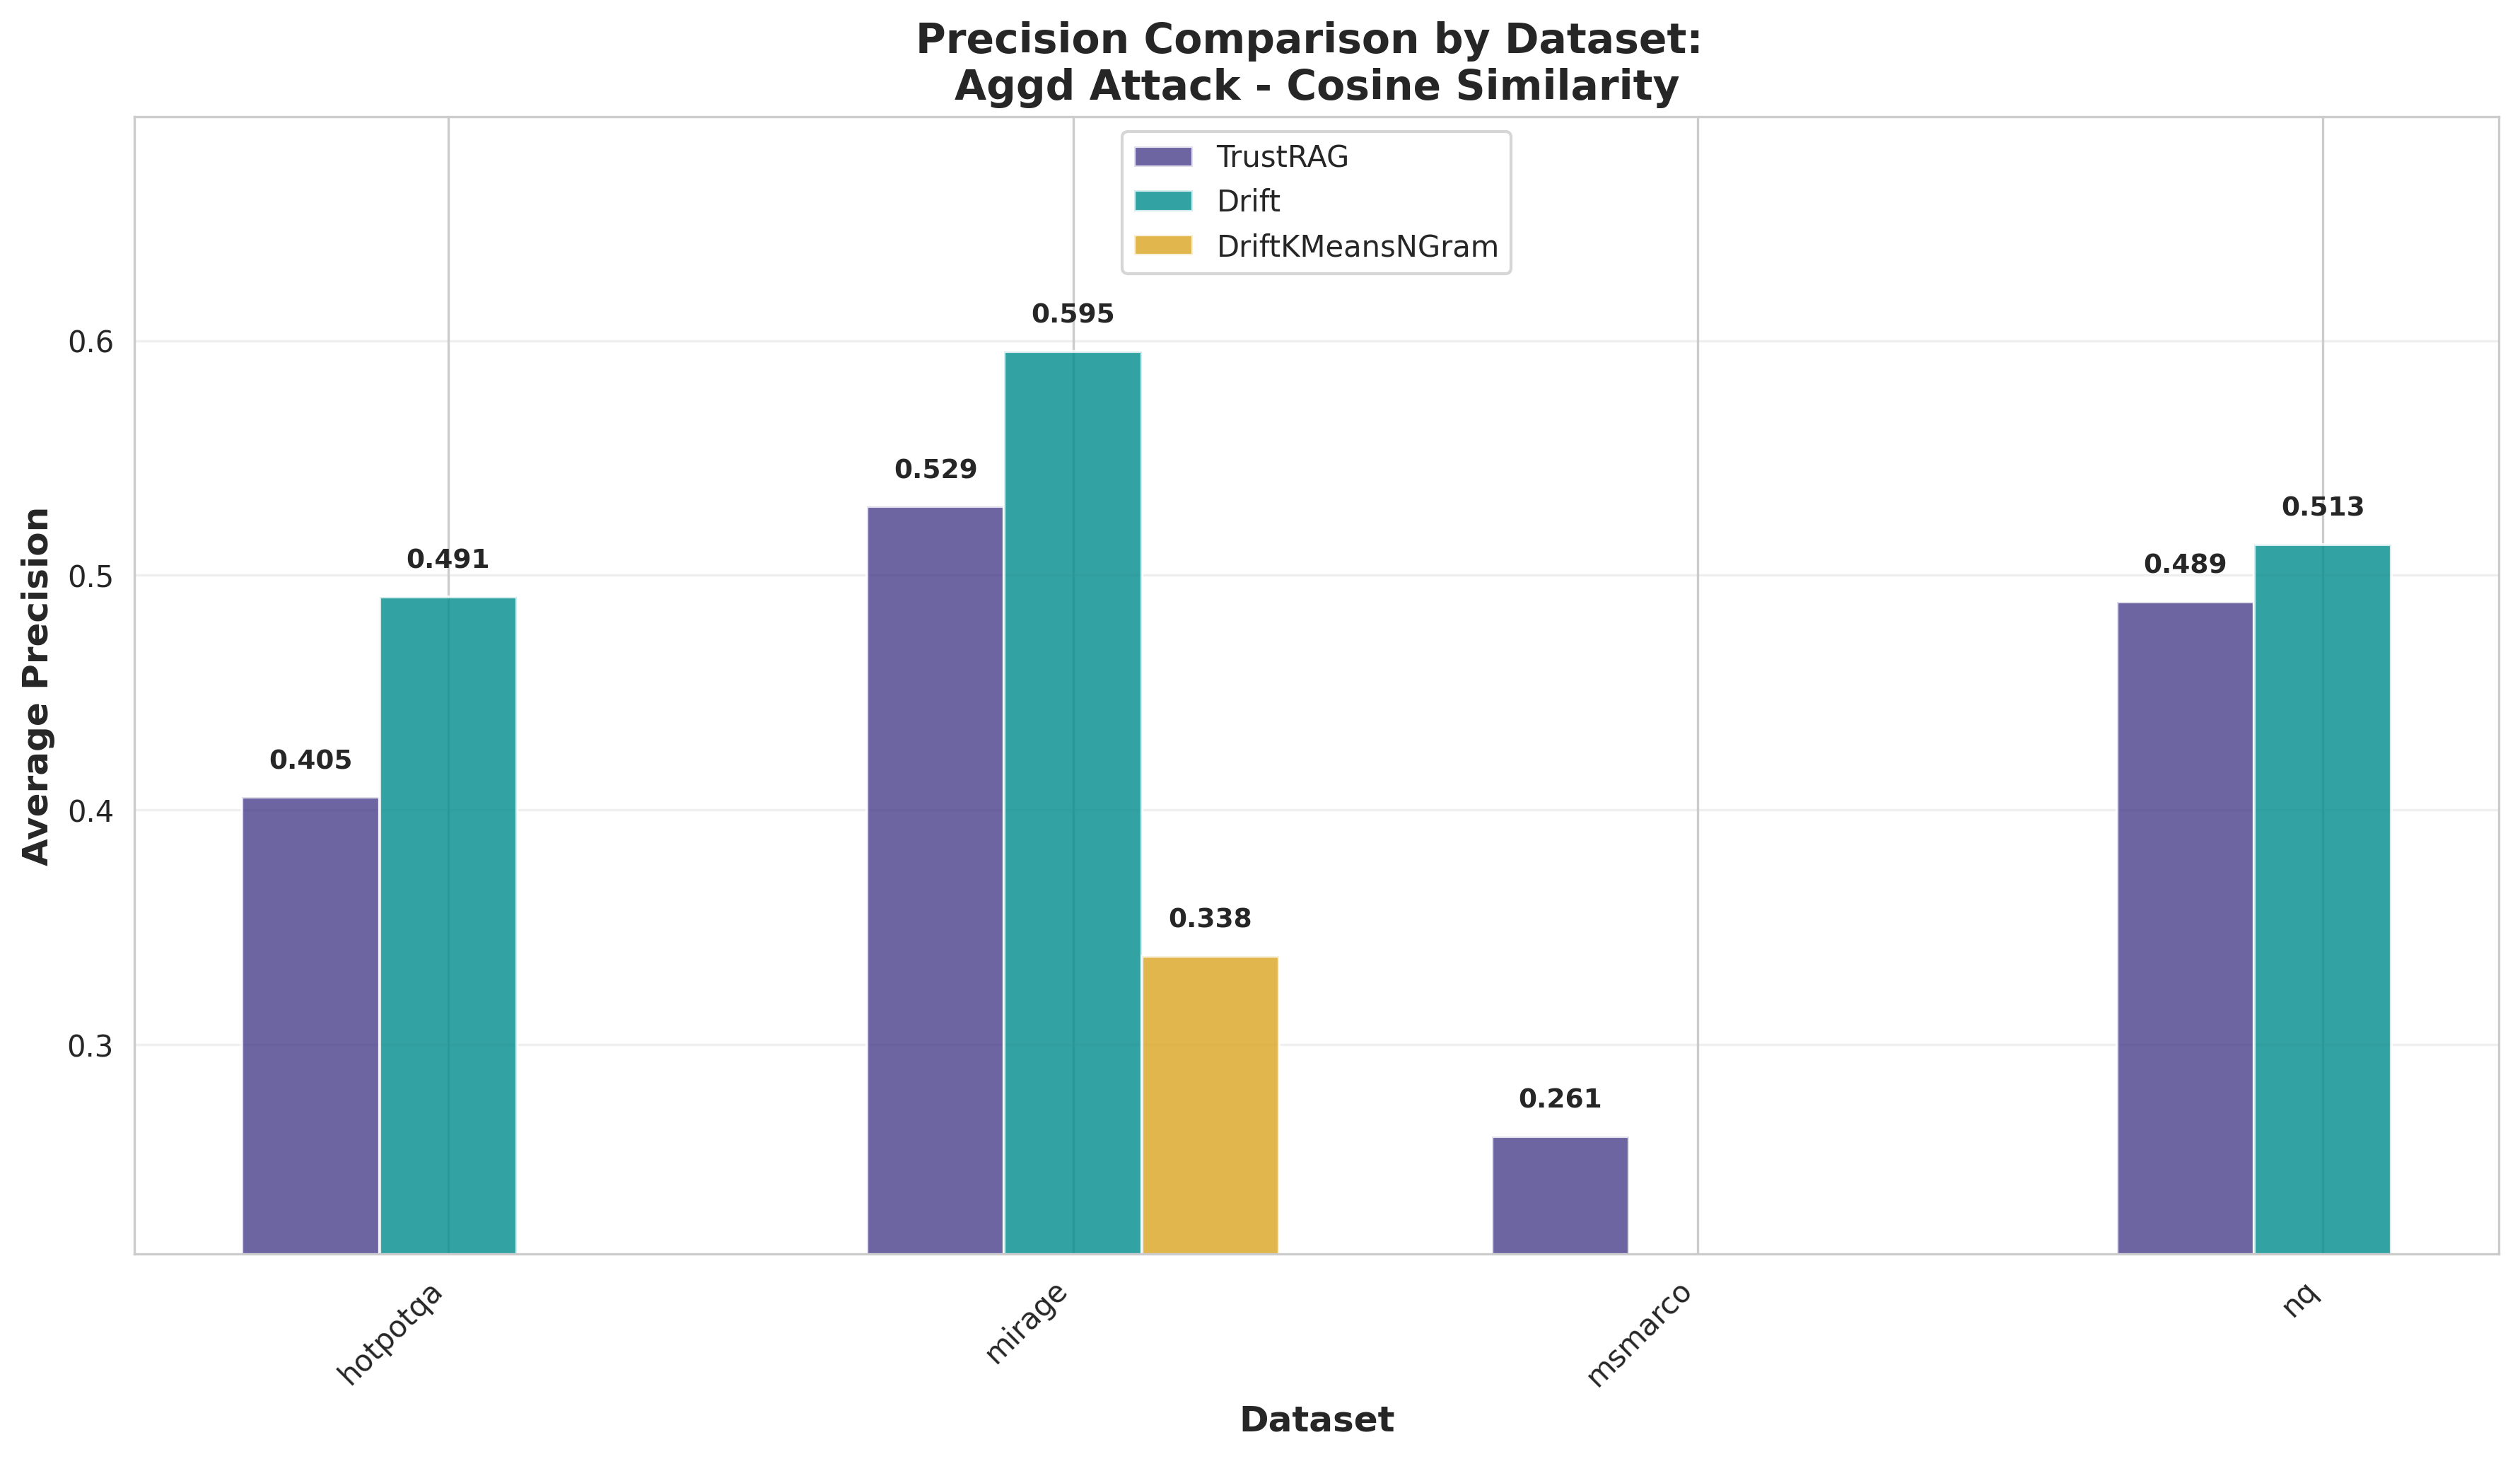 Precision Comparison by Dataset:
Aggd Attack - Cosine Similarity
TrustRAG
Drift
DriftKMeansNGram
Average Precision
0.6
0.5
0.4
0.3
0.405
0.491
0.529
0.595
0.338
0.261
0.489
0.513
hotpotqa
mirage
msmarco
nq
Dataset